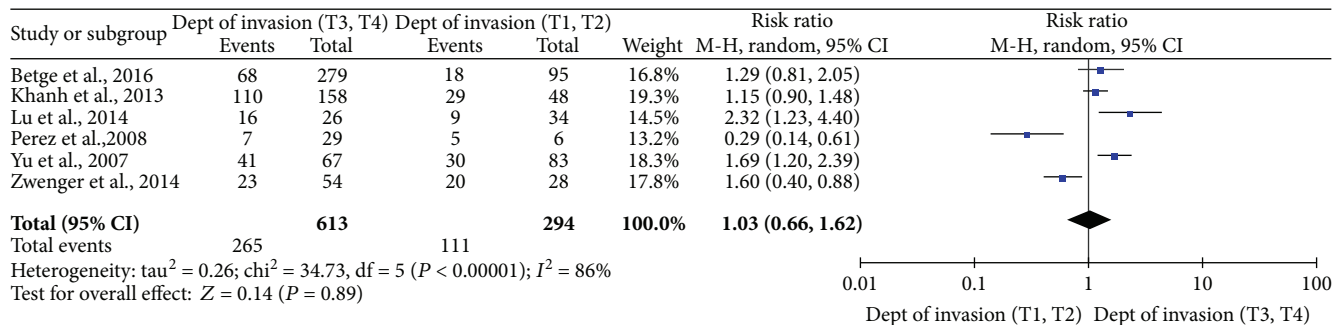 Study or subgroup Dept of invasion (T3, T4) Dept of invasion (T1, T2) Weight Risk ratio Risk ratio
Events Total Events Total M-H, random, 95% CI M-H, random, 95% CI
Betge et al., 2016 68 279 18 95 16.8% 1.29 (0.81, 2.05)
Khanh et al., 2013 110 158 29 48 19.3% 1.15 (0.90, 1.48)
Lu et al., 2014 16 26 9 34 14.5% 2.32 (1.23, 4.40)
Perez et al.,2008 7 29 5 6 13.2% 0.29 (0.14, 0.61)
Yu et al., 2007 41 67 30 83 18.3% 1.69 (1.20, 2.39)
Zwenger et al., 2014 23 54 20 28 17.8% 1.60 (0.40, 0.88)
Total (95% CI) 613 294 100.0% 1.03 (0.66, 1.62)
Total events 265 111
Heterogeneity: tau² = 0.26; chi² = 34.73, df = 5 (P < 0.00001); I² = 86%
Test for overall effect: Z = 0.14 (P = 0.89)
0.01 0.1 1 10 100
Dept of invasion (T1, T2) Dept of invasion (T3, T4)